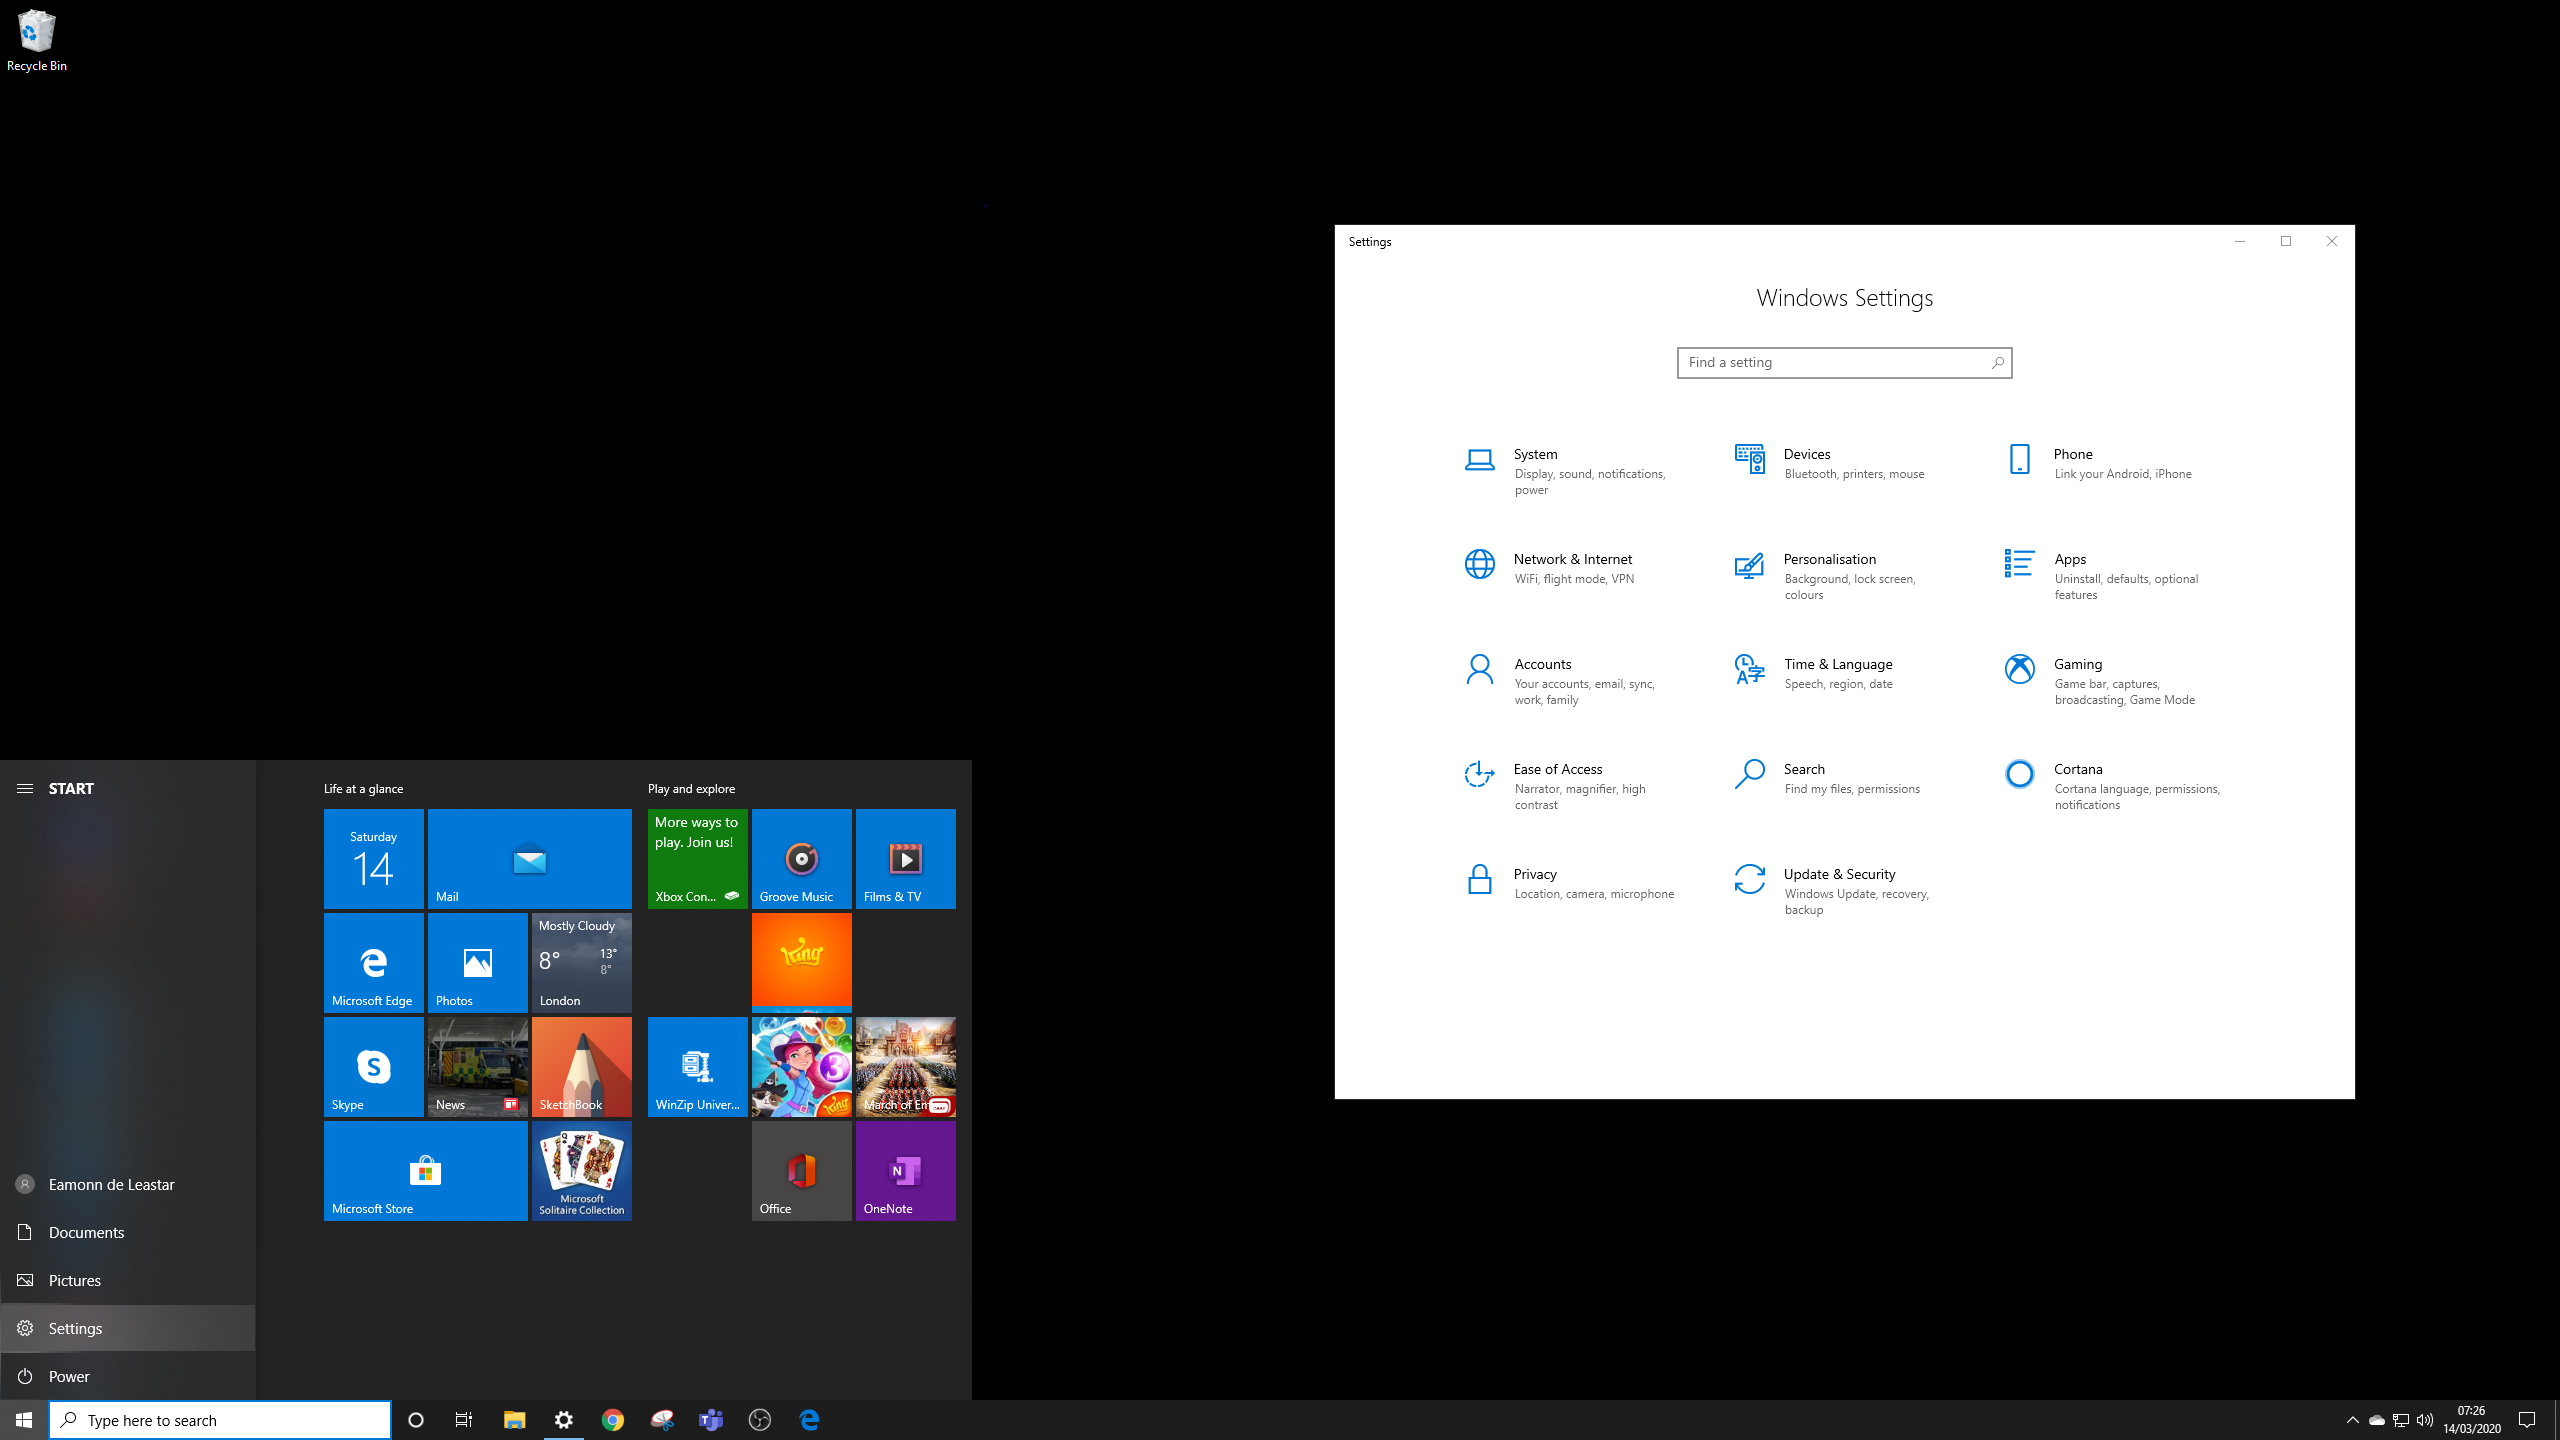 Recycle Bin
Settings
Windows Settings
Find a setting
System
Display, sound, notifications,
power
Devices
Bluetooth, printers, mouse
Phone
Link your Android, iPhone
Network & Internet
WiFi, flight mode, VPN
Personalisation
Background, lock screen,
colours
Apps
Uninstall, defaults, optional
features
Accounts
Your accounts, email, sync,
work, family
Time & Language
Speech, region, date
Gaming
Game bar, captures,
broadcasting, Game Mode
Ease of Access
Narrator, magnifier, high
contrast
Search
Find my files, permissions
Cortana
Cortana language, permissions,
notifications
Privacy
Location, camera, microphone
Update & Security
Windows Update, recovery,
backup
START
Life at a glance
Play and explore
Saturday
14
Mail
More ways to
play. Join us!
Xbox Con...
Groove Music
Films & TV
Microsoft Edge
Photos
Mostly Cloudy
8°
13°
8°
London
King
Skype
News
SketchBook
WinZip Univer...
3
King
March of Em
Microsoft Store
Microsoft
Solitaire Collection
Office
OneNote
Eamonn de Leastar
Documents
Pictures
Settings
Power
Type here to search
07:26
14/03/2020